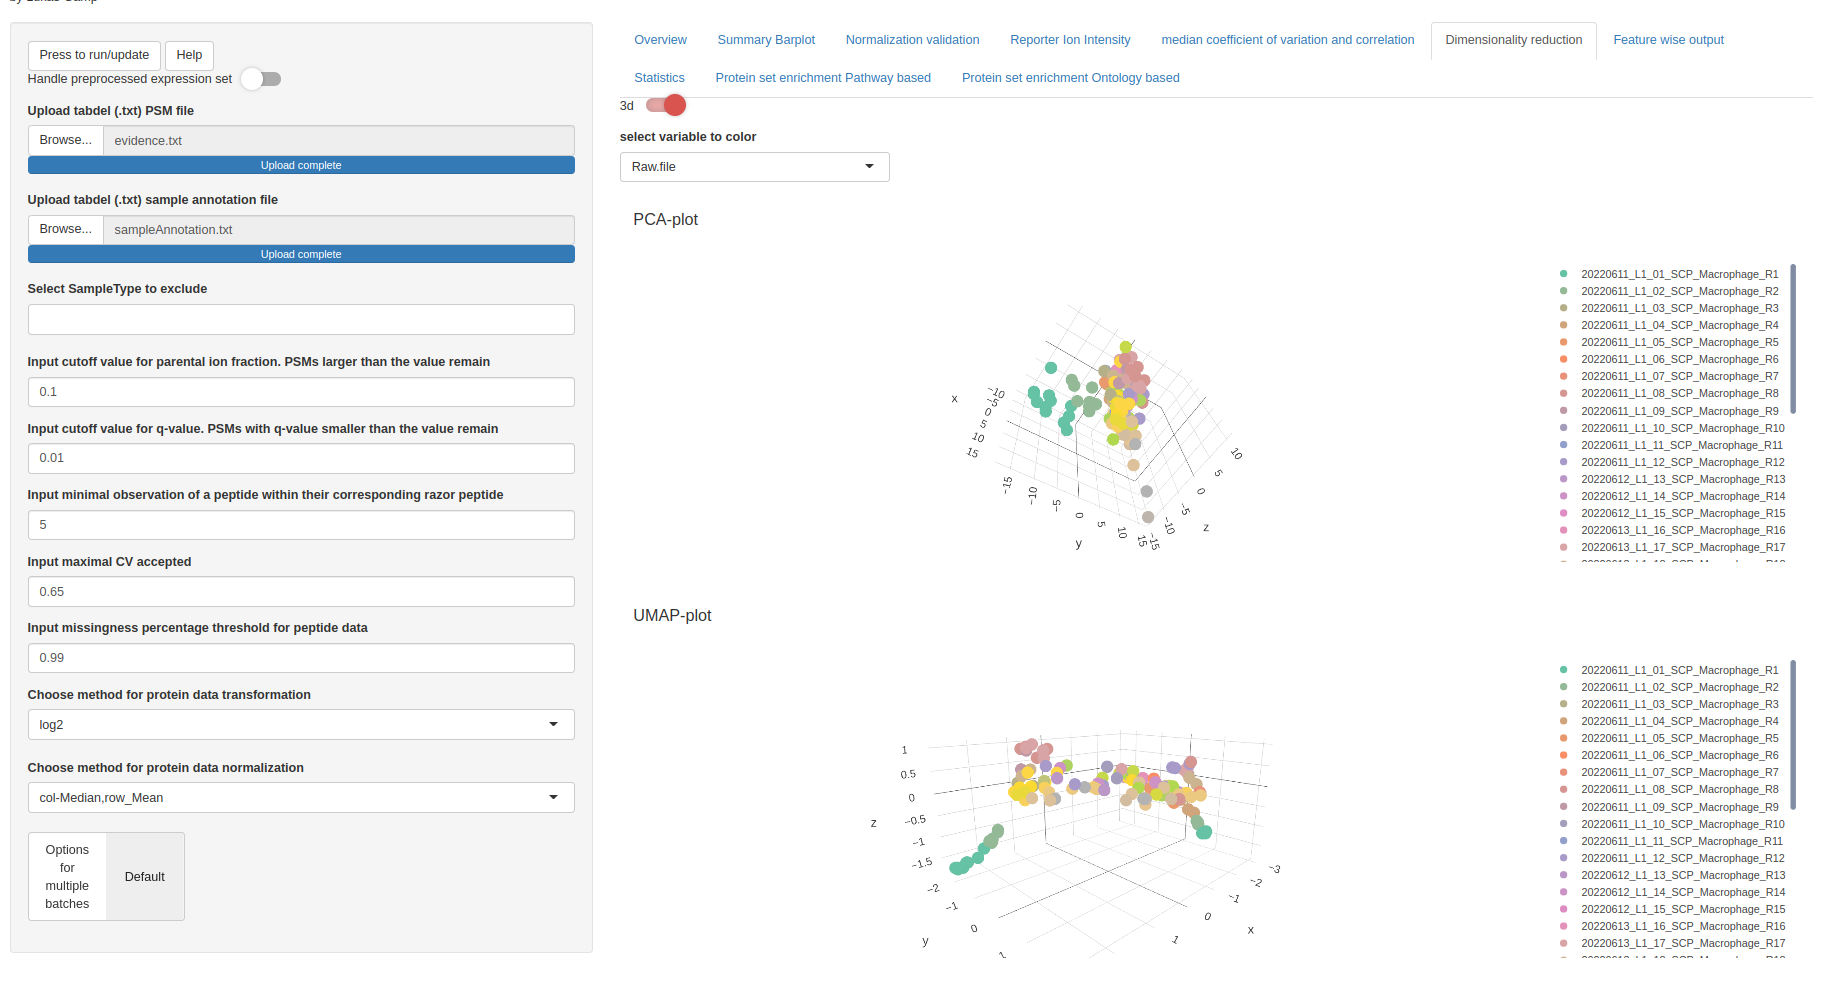 Press to run/update
Help
Handle preprocessed expression set
Upload tabdel (.txt) PSM file
Browse... evidence.txt
Upload complete
Upload tabdel (.txt) sample annotation file
Browse... sampleAnnotation.txt
Upload complete
Select SampleType to exclude
Input cutoff value for parental ion fraction. PSMs larger than the value remain
0.1
Input cutoff value for q-value. PSMs with q-value smaller than the value remain
0.01
Input minimal observation of a peptide within their corresponding razor peptide
5
Input maximal CV accepted
0.65
Input missingness percentage threshold for peptide data
0.99
Choose method for protein data transformation
log2
Choose method for protein data normalization
col-Median,row_Mean
Options
for
multiple
batches
Default
Overview Summary Barplot Normalization validation Reporter Ion Intensity median coefficient of variation and correlation Dimensionality reduction Feature wise output
Statistics Protein set enrichment Pathway based Protein set enrichment Ontology based
3d
select variable to color
Raw.file
PCA-plot
x
−10
−5
0
5
10
15
−15
−10
−5
0
5
10
15
y
−15
−10
−5
0
5
10
z
20220611_L1_01_SCP_Macrophage_R1
20220611_L1_02_SCP_Macrophage_R2
20220611_L1_03_SCP_Macrophage_R3
20220611_L1_04_SCP_Macrophage_R4
20220611_L1_05_SCP_Macrophage_R5
20220611_L1_06_SCP_Macrophage_R6
20220611_L1_07_SCP_Macrophage_R7
20220611_L1_08_SCP_Macrophage_R8
20220611_L1_09_SCP_Macrophage_R9
20220611_L1_10_SCP_Macrophage_R10
20220611_L1_11_SCP_Macrophage_R11
20220611_L1_12_SCP_Macrophage_R12
20220612_L1_13_SCP_Macrophage_R13
20220612_L1_14_SCP_Macrophage_R14
20220612_L1_15_SCP_Macrophage_R15
20220613_L1_16_SCP_Macrophage_R16
20220613_L1_17_SCP_Macrophage_R17
UMAP-plot
1
0.5
0
−0.5
−1
−1.5
−2
z
−1
0
1
y
−3
−2
−1
0
1
x
20220611_L1_01_SCP_Macrophage_R1
20220611_L1_02_SCP_Macrophage_R2
20220611_L1_03_SCP_Macrophage_R3
20220611_L1_04_SCP_Macrophage_R4
20220611_L1_05_SCP_Macrophage_R5
20220611_L1_06_SCP_Macrophage_R6
20220611_L1_07_SCP_Macrophage_R7
20220611_L1_08_SCP_Macrophage_R8
20220611_L1_09_SCP_Macrophage_R9
20220611_L1_10_SCP_Macrophage_R10
20220611_L1_11_SCP_Macrophage_R11
20220611_L1_12_SCP_Macrophage_R12
20220612_L1_13_SCP_Macrophage_R13
20220612_L1_14_SCP_Macrophage_R14
20220612_L1_15_SCP_Macrophage_R15
20220613_L1_16_SCP_Macrophage_R16
20220613_L1_17_SCP_Macrophage_R17